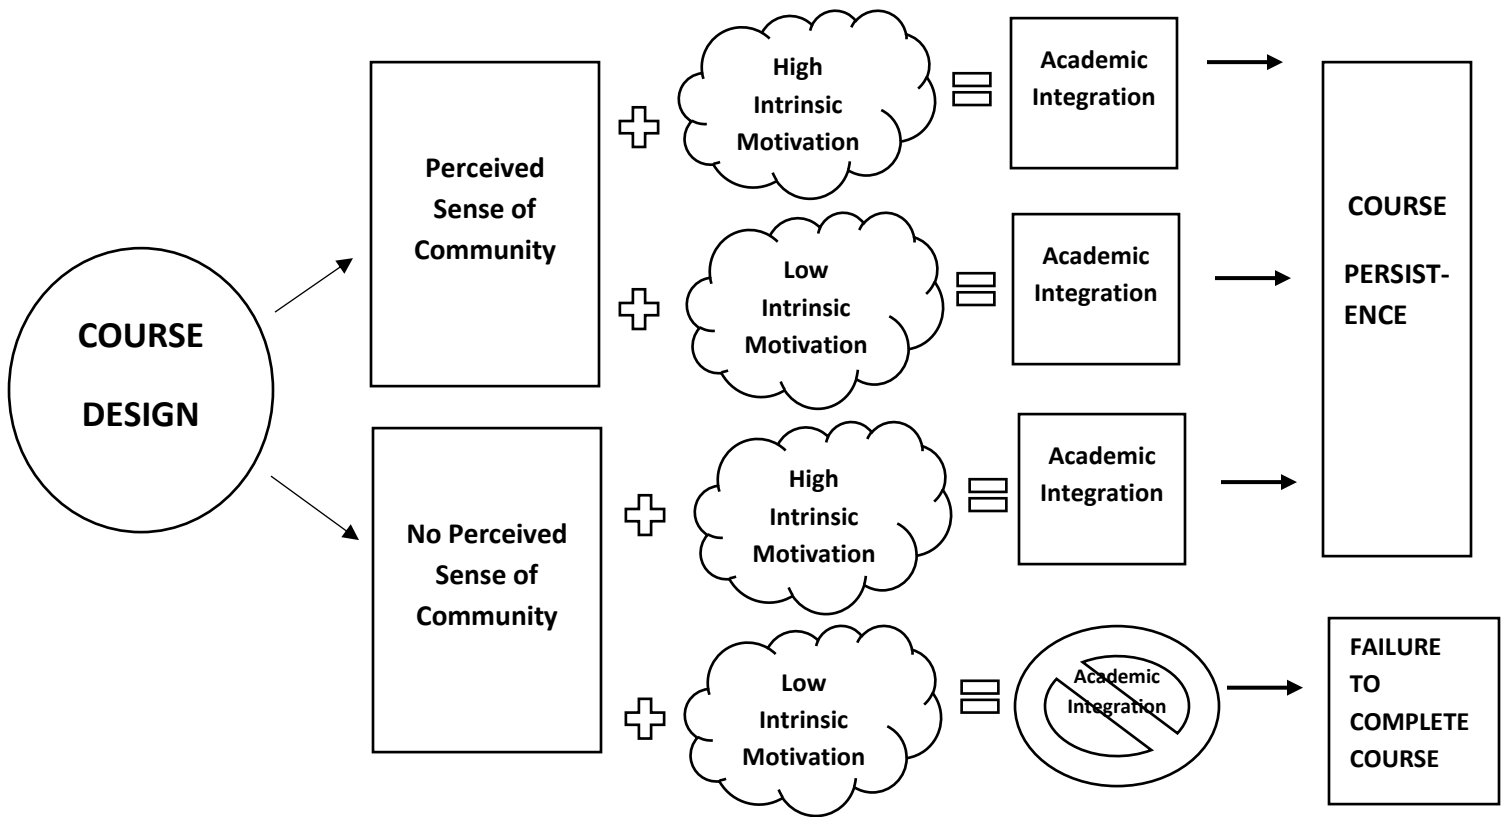 COURSE
DESIGN
Perceived
Sense of
Community
High
Intrinsic
Motivation
Academic
Integration
Low
Intrinsic
Motivation
Academic
Integration
No Perceived
Sense of
Community
High
Intrinsic
Motivation
Academic
Integration
Low
Intrinsic
Motivation
Academic
Integration
COURSE
PERSIST-
ENCE
FAILURE
TO
COMPLETE
COURSE